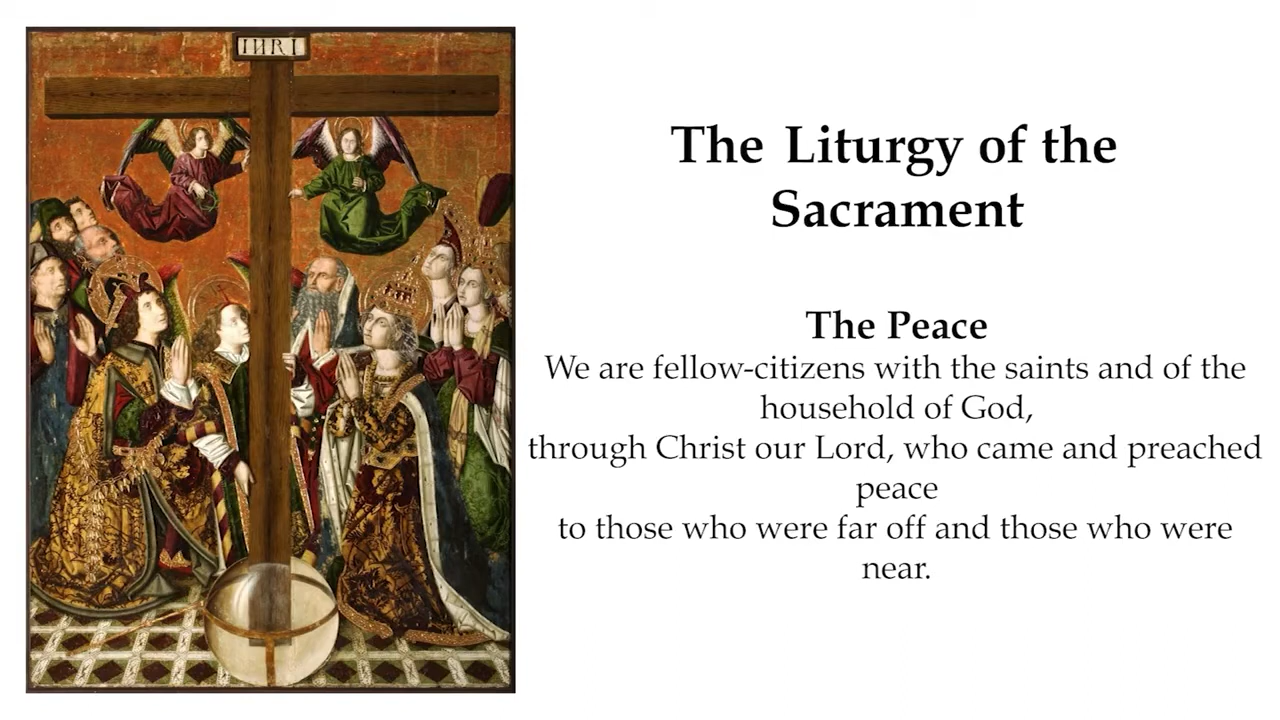 INRI
The Liturgy of the
Sacrament
The Peace
We are fellow-citizens with the saints and of the
household of God,
through Christ our Lord, who came and preached
peace
to those who were far off and those who were
near.